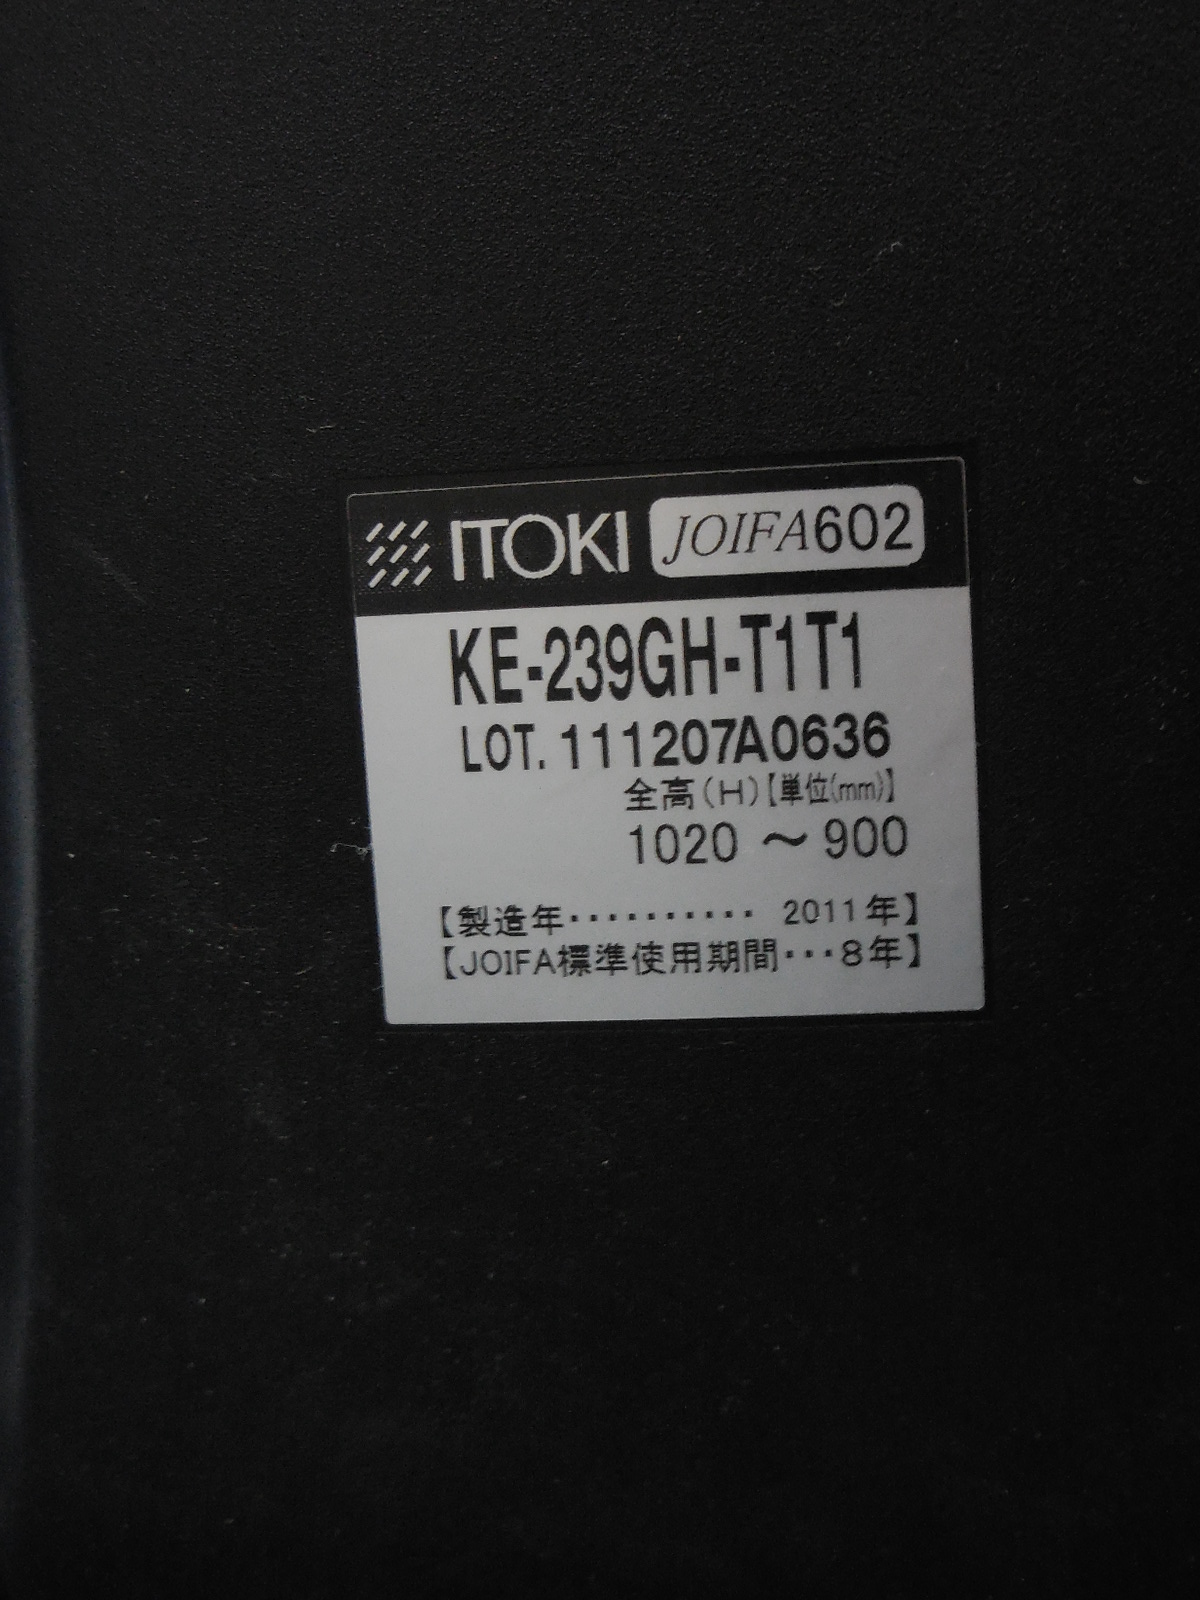 ITOKI JOIFA602
KE-239GH-T1T1
LOT. 111207A0636
全高(H)【単位(mm)】
1020 ～ 900
【製造年・・・・・・・・・・ 2011年】
【JOIFA標準使用期間・・・8年】